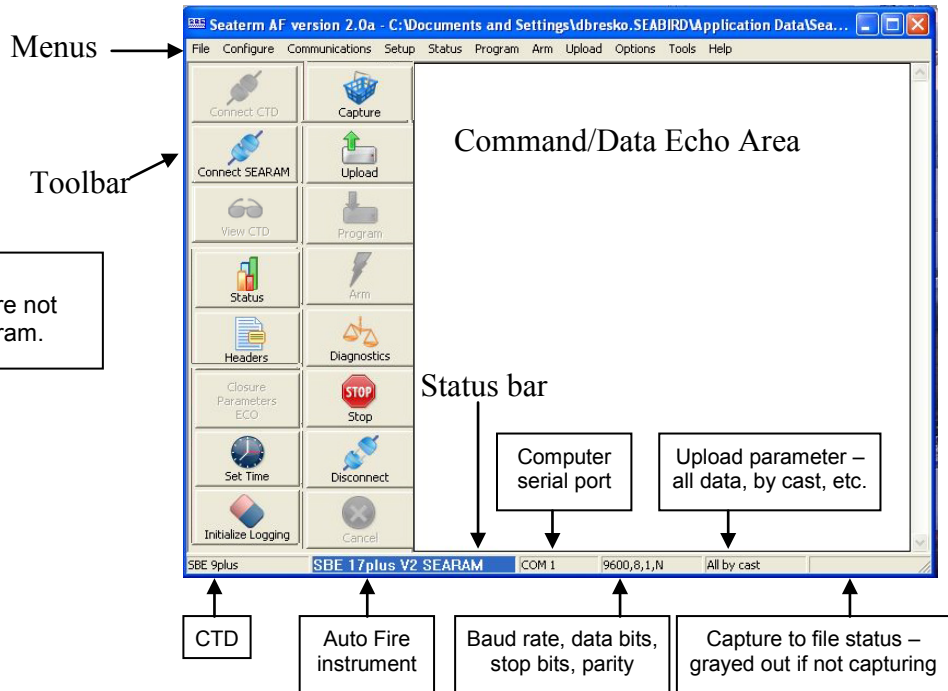 Seaterm AF version 2.0a - C:\Documents and Settings\dbresko.SEABIRD\Application Data\Sea...
Menus
File Configure Communications Setup Status Program Arm Upload Options Tools Help
Connect CTD
Capture
Command/Data Echo Area
Toolbar
Connect SEARAM
Upload
View CTD
Program
re not
ram.
Status
Arm
Headers
Diagnostics
Closure
Parameters
ECO
Stop
Status bar
Set Time
Disconnect
Computer
serial port
Upload parameter –
all data, by cast, etc.
Initialize Logging
Cancel
SBE 9plus
SBE 17plus V2 SEARAM
COM 1
9600,8,1,N
All by cast
CTD
Auto Fire
instrument
Baud rate, data bits,
stop bits, parity
Capture to file status –
grayed out if not capturing